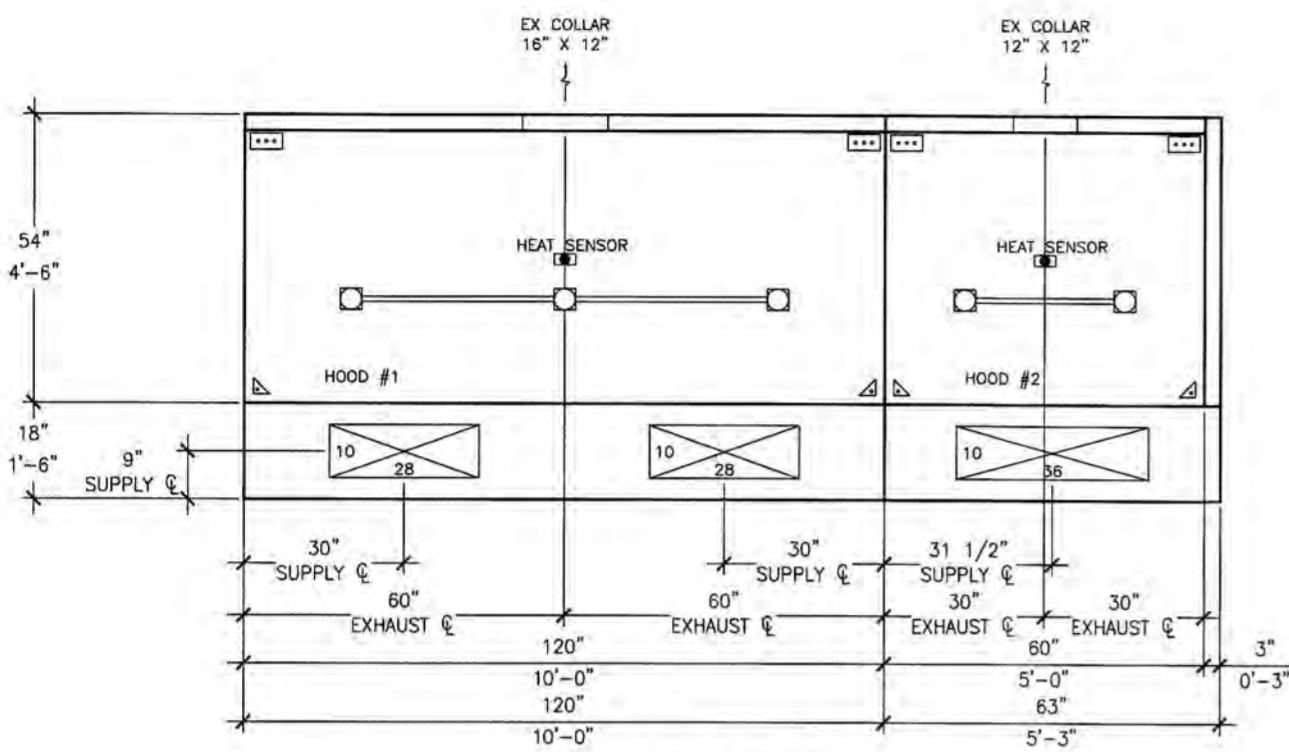 EX COLLAR
16" X 12"
EX COLLAR
12" X 12"
54"
4'-6"
HEAT SENSOR
HEAT SENSOR
HOOD #1
HOOD #2
18"
1'-6"
9"
SUPPLY ℄
10
28
10
28
10
36
30"
SUPPLY ℄
30"
SUPPLY ℄
31 1/2"
SUPPLY ℄
60"
EXHAUST ℄
60"
EXHAUST ℄
30"
EXHAUST ℄
30"
EXHAUST ℄
120"
10'-0"
60"
5'-0"
3"
0'-3"
120"
10'-0"
63"
5'-3"